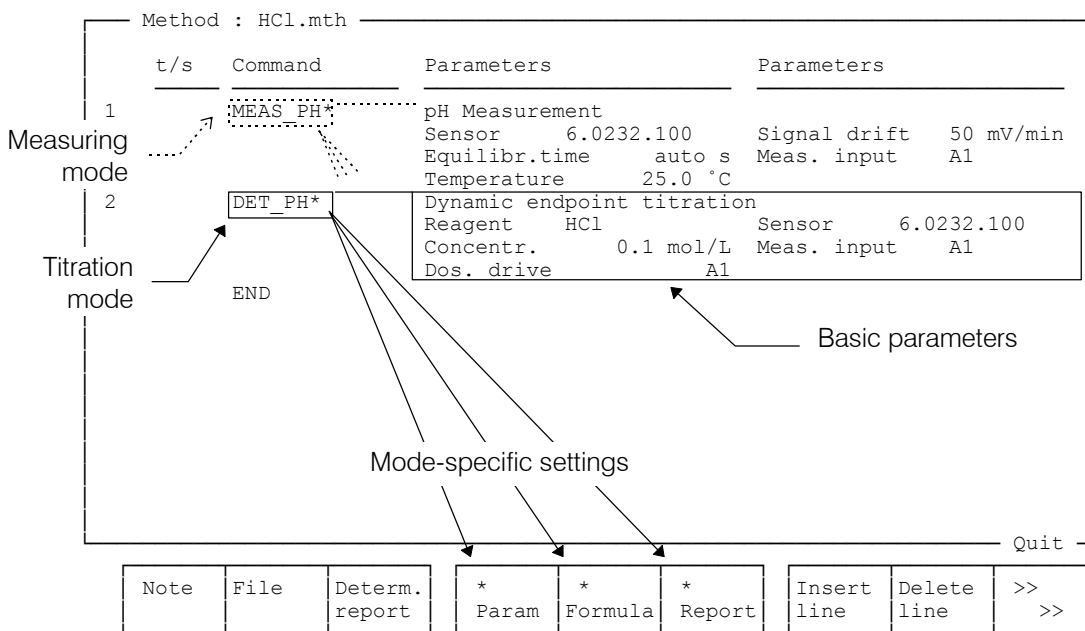 Method : HCl.mth
t/s Command Parameters Parameters
1 MEAS_PH* pH Measurement
Measuring mode
Sensor 6.0232.100 Signal drift 50 mV/min
Equilibr.time auto s Meas. input A1
Temperature 25.0 °C
2 DET_PH* Dynamic endpoint titration
Reagent HCl Sensor 6.0232.100
Concentr. 0.1 mol/L Meas. input A1
Dos. drive A1
Titration
mode
END
Basic parameters
Mode-specific settings
Quit
Note File Determ. * * * Insert Delete >>
report Param Formula Report line line >>